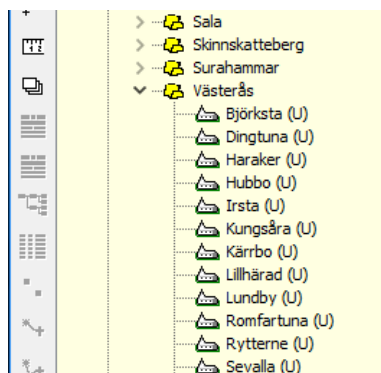 Sala
Skinnskatteberg
Surahammar
Västerås
Björksta (U)
Dingtuna (U)
Haraker (U)
Hubbo (U)
Irsta (U)
Kungsåra (U)
Kärrbo (U)
Lillhärad (U)
Lundby (U)
Romfartuna (U)
Rytterne (U)
Sevalla (U)